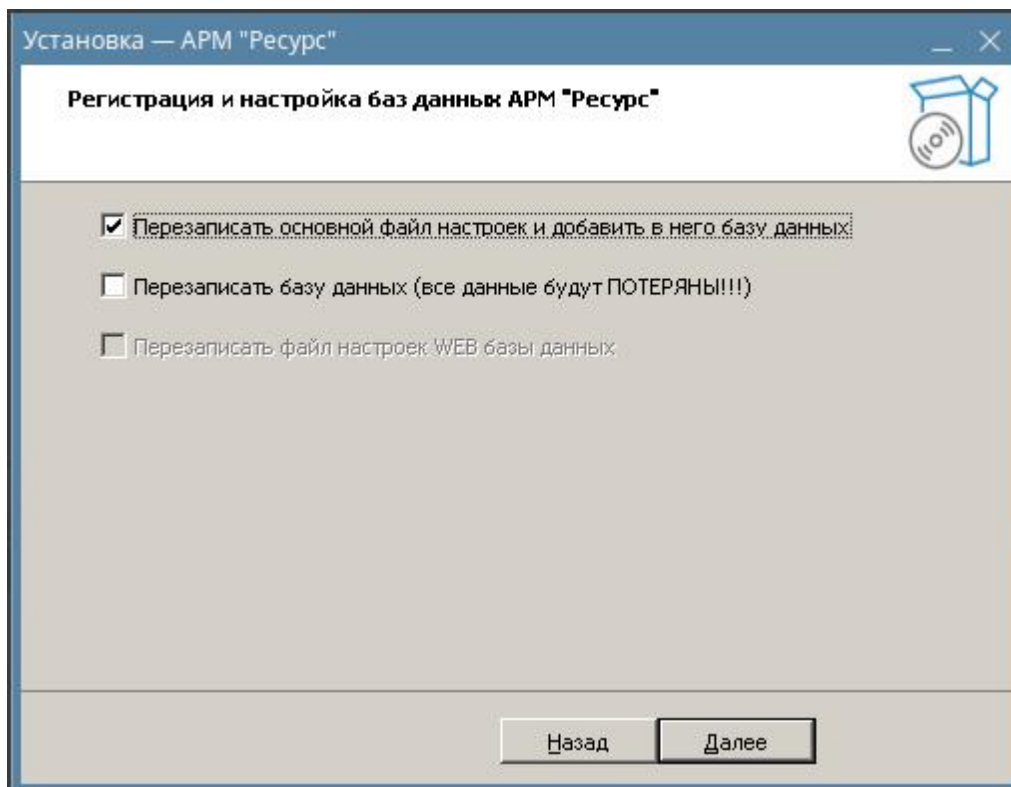 Установка — АРМ "Ресурс"
Регистрация и настройка баз данных АРМ "Ресурс"
Перезаписать основной файл настроек и добавить в него базу данных
Перезаписать базу данных (все данные будут ПОТЕРЯНЫ!!!)
Перезаписать файл настроек WEB базы данных
Назад
Далее